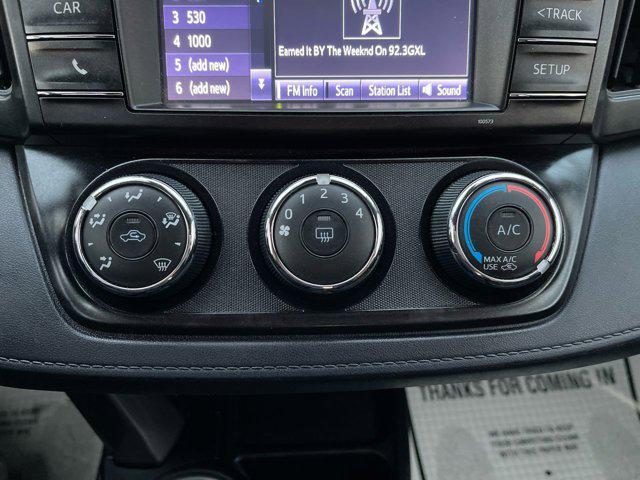 CAR
3 530
4 1000
5 (add new)
6 (add new)
Earned It BY The Weeknd On 92.3GXL
FM Info
Scan
Station List
Sound
<TRACK
SETUP
100573
0 1 2 3 4
A/C
MAX A/C
USE
THANKS FOR COMING IN